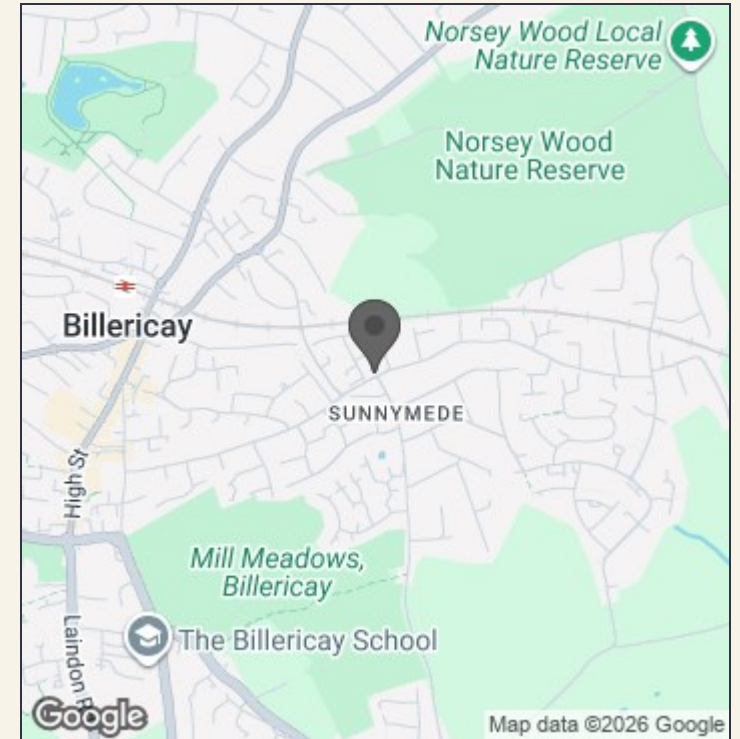 Norsey Wood Local
Nature Reserve
Norsey Wood
Nature Reserve
Billericay
SUNNYMEDE
High St
Mill Meadows,
Billericay
The Billericay School
Laindon R
Google
Map data ©2026 Google